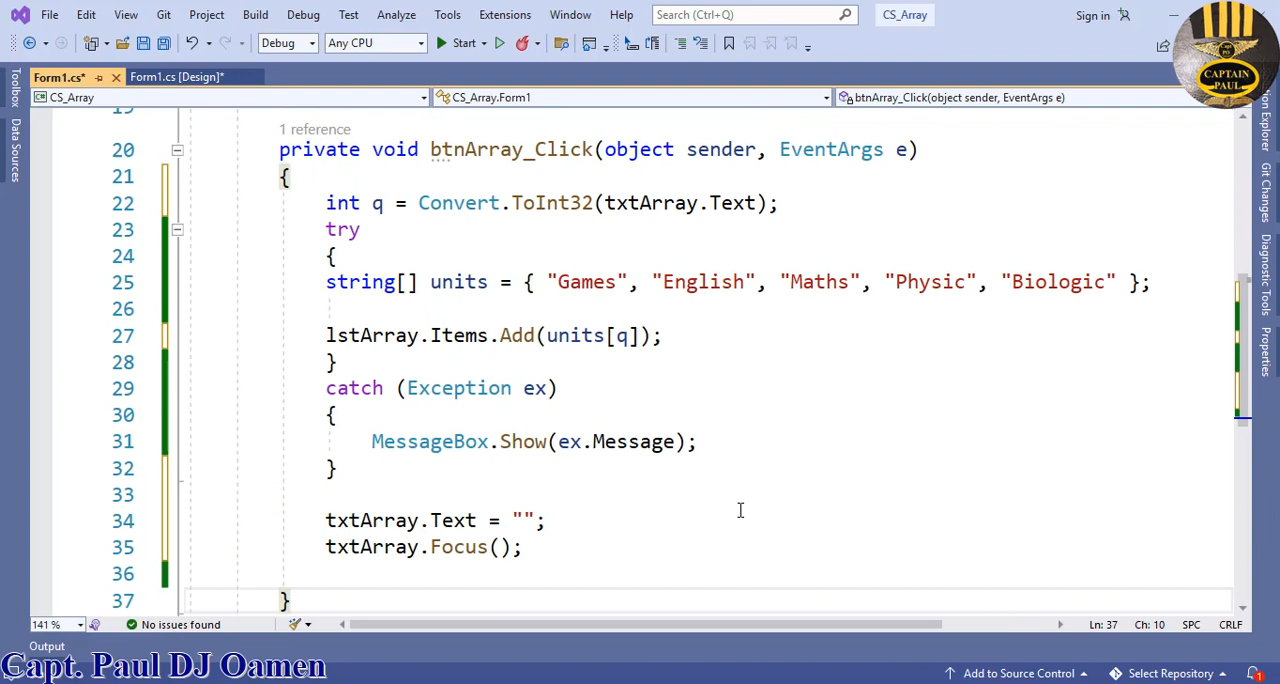 File Edit View Git Project Build Debug Test Analyze Tools Extensions Window Help Search (Ctrl+Q) CS_Array Sign in
Debug Any CPU Start
Form1.cs* Form1.cs [Design]*
CS_Array CS_Array.Form1 btnArray_Click(object sender, EventArgs e)
CAPTAIN
PAUL
Toolbox
Data Sources
Git Changes
Diagnostic Tools
Properties
1 reference
20 private void btnArray_Click(object sender, EventArgs e)
21 {
22 int q = Convert.ToInt32(txtArray.Text);
23 try
24 {
25 string[] units = { "Games", "English", "Maths", "Physic", "Biologic" };
26
27 lstArray.Items.Add(units[q]);
28 }
29 catch (Exception ex)
30 {
31 MessageBox.Show(ex.Message);
32 }
33
34 txtArray.Text = "";
35 txtArray.Focus();
36
37 }
141 % No issues found Ln: 37 Ch: 10 SPC CRLF
Output
Capt. Paul DJ Oamen
Add to Source Control Select Repository 1